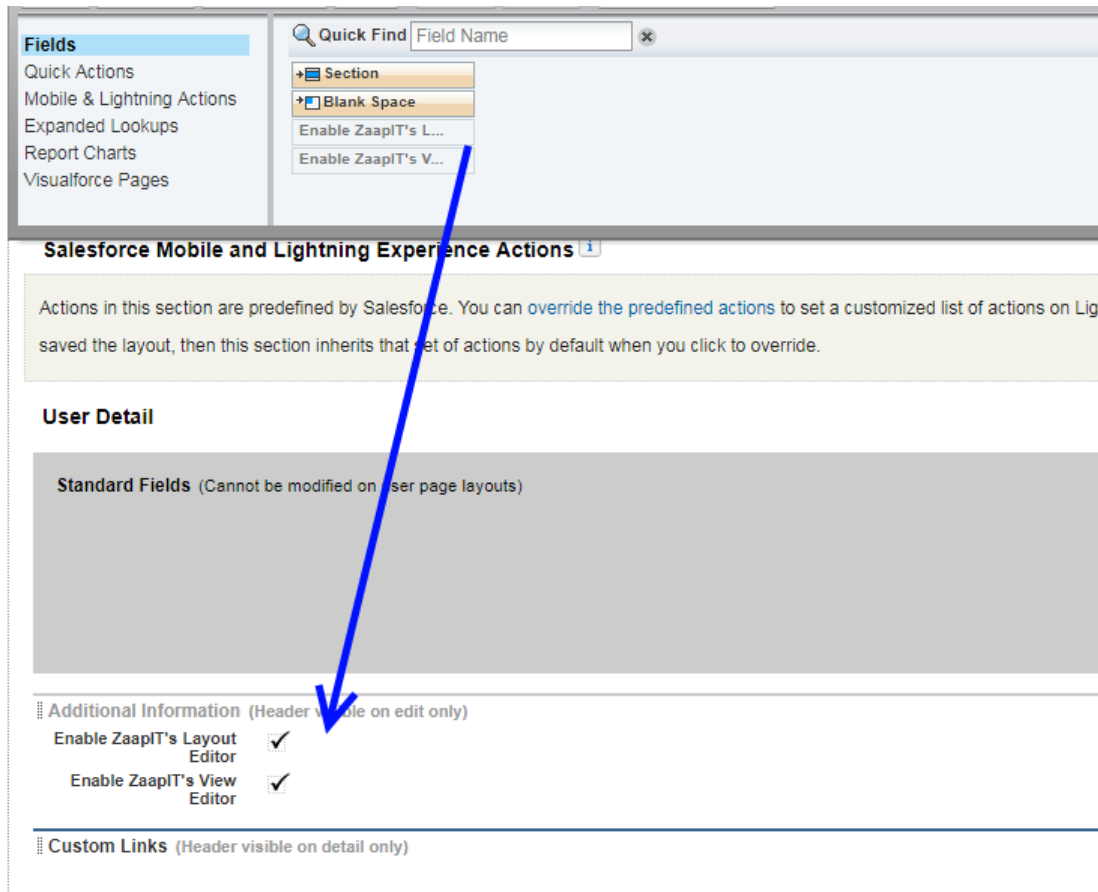 Fields
Quick Actions
Mobile & Lightning Actions
Expanded Lookups
Report Charts
Visualforce Pages
Quick Find Field Name
Section
Blank Space
Enable ZaapIT's L...
Enable ZaapIT's V...
Salesforce Mobile and Lightning Experience Actions i
Actions in this section are predefined by Salesforce. You can override the predefined actions to set a customized list of actions on Lig
saved the layout, then this section inherits that set of actions by default when you click to override.
User Detail
Standard Fields (Cannot be modified on user page layouts)
Additional Information (Header visible on edit only)
Enable ZaapIT's Layout
Editor
Enable ZaapIT's View
Editor
Custom Links (Header visible on detail only)